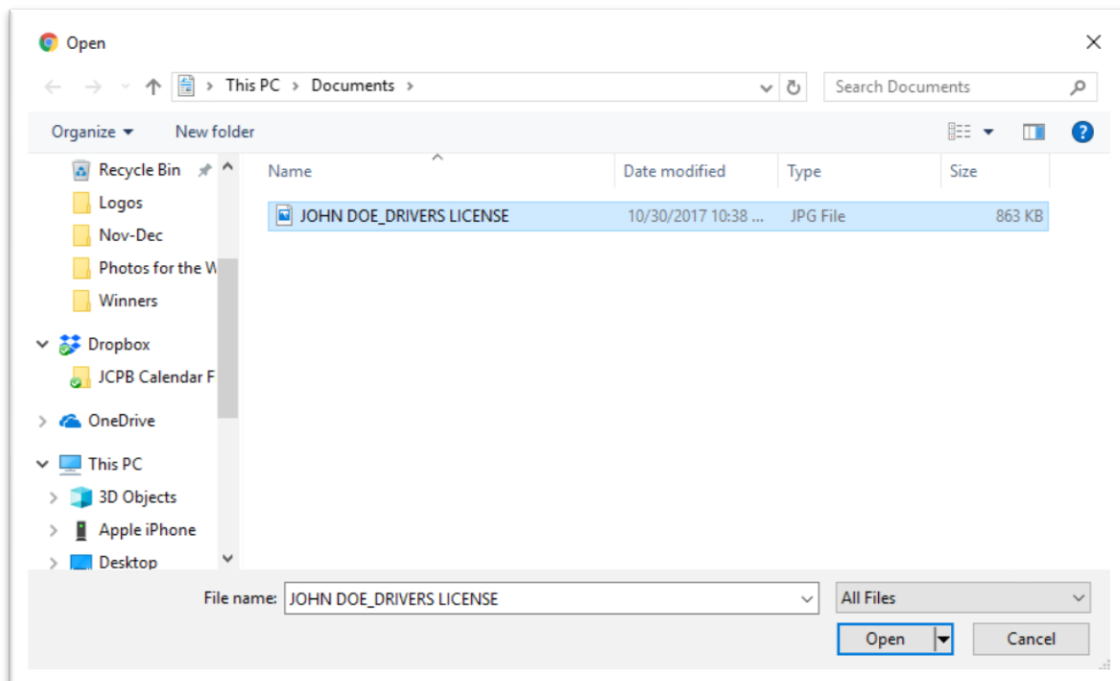 Open
This PC > Documents >
Search Documents
Organize
New folder
Recycle Bin
Logos
Nov-Dec
Photos for the W
Winners
Dropbox
JCPB Calendar F
OneDrive
This PC
3D Objects
Apple iPhone
Desktop
Name Date modified Type Size
JOHN DOE_DRIVERS LICENSE 10/30/2017 10:38 ... JPG File 863 KB
File name: JOHN DOE_DRIVERS LICENSE
All Files
Open Cancel